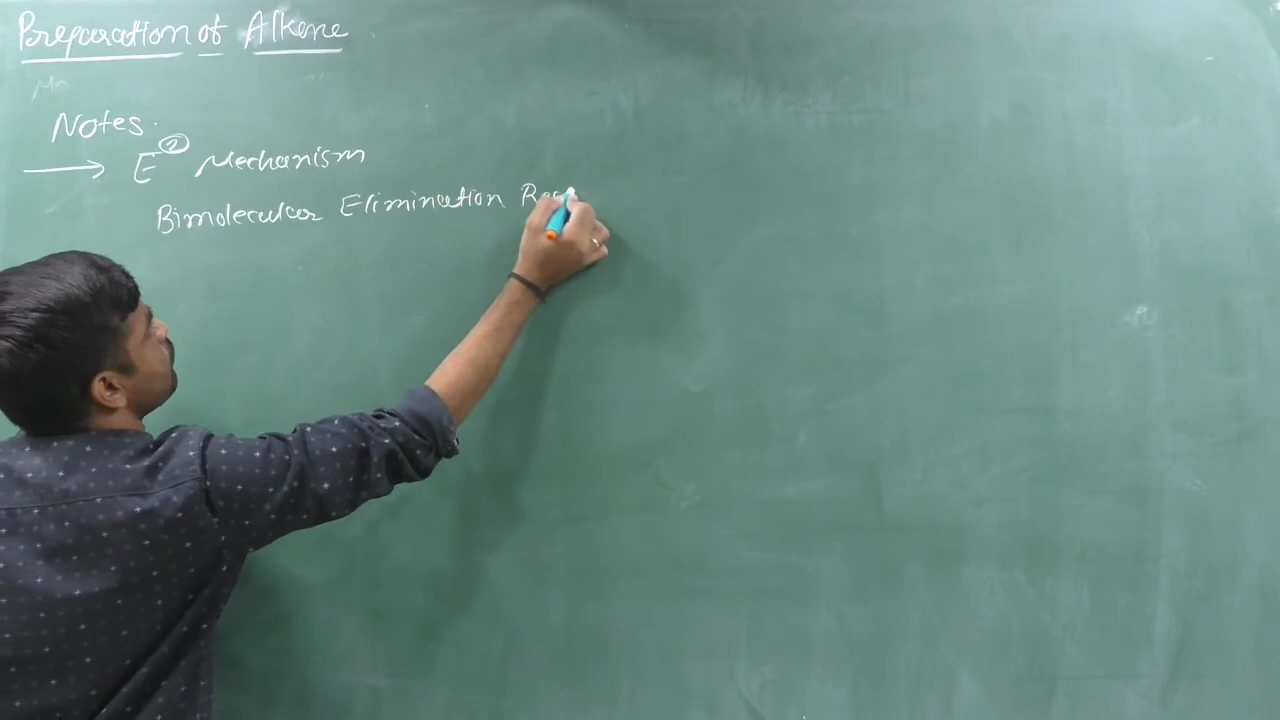 Preparation of Alkene
Notes.
→ E② Mechanism
Bimolecular Elimination